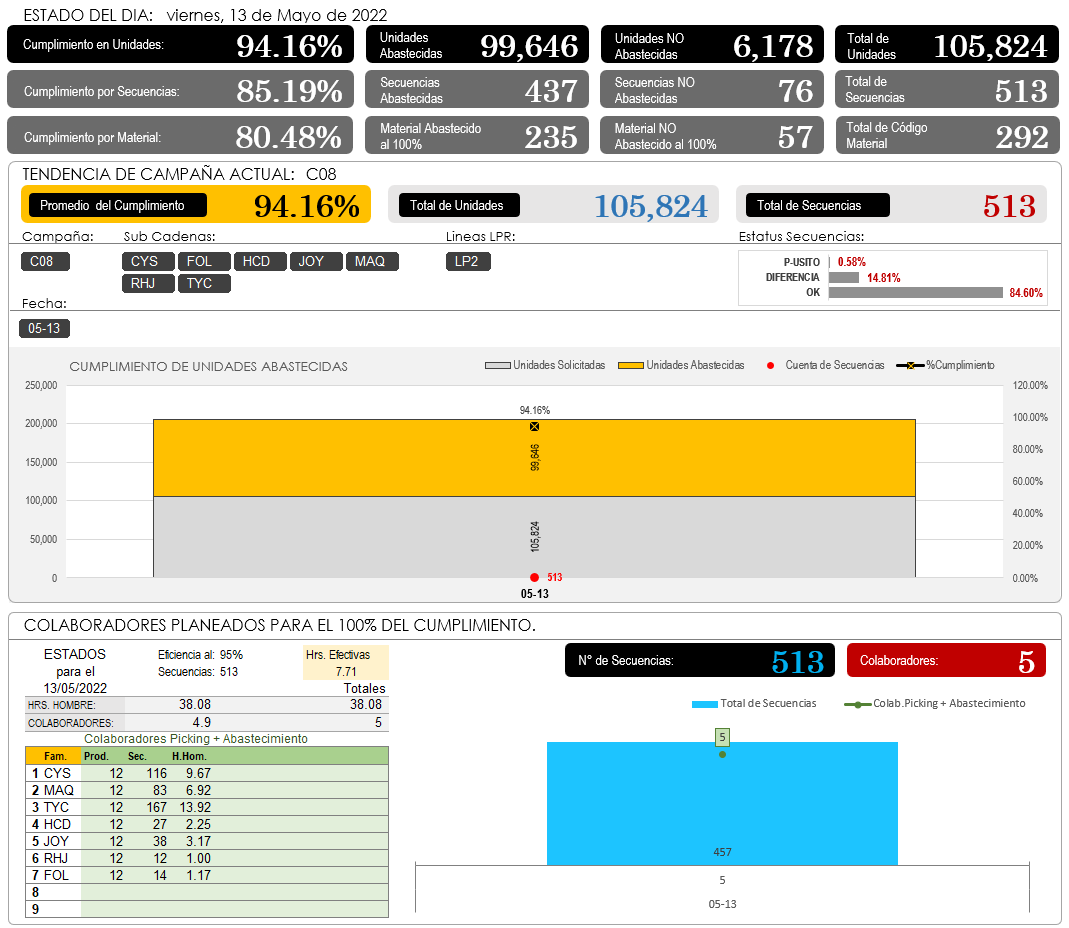 ESTADO DEL DIA: viernes, 13 de Mayo de 2022
Cumplimiento en Unidades: 94.16%
Unidades Abastecidas 99,646
Unidades NO Abastecidas 6,178
Total de Unidades 105,824
Cumplimiento por Secuencias: 85.19%
Secuencias Abastecidas 437
Secuencias NO Abastecidas 76
Total de Secuencias 513
Cumplimiento por Material: 80.48%
Material Abastecido al 100% 235
Material NO Abastecido al 100% 57
Total de Código Material 292
TENDENCIA DE CAMPAÑA ACTUAL: C08
Promedio del Cumplimiento 94.16%
Total de Unidades 105,824
Total de Secuencias 513
Campaña: Sub Cadenas: Lineas LPR: Estatus Secuencias:
C08 CYS FOL HCD JOY MAQ LP2
RHJ TYC
P-USITO 0.58%
DIFERENCIA 14.81%
OK 84.60%
Fecha:
05-13
CUMPLIMIENTO DE UNIDADES ABASTECIDAS
Unidades Solicitadas Unidades Abastecidas Cuenta de Secuencias %Cumplimiento
250,000 120.00%
94.16%
200,000 100.00%
99,646
150,000 80.00%
60.00%
100,000
105,824
40.00%
50,000 20.00%
0 513 0.00%
05-13
COLABORADORES PLANEADOS PARA EL 100% DEL CUMPLIMIENTO.
ESTADOS para el 13/05/2022
Eficiencia al: 95%
Secuencias: 513
Hrs. Efectivas
7.71
Totales
HRS. HOMBRE: 38.08 38.08
COLABORADORES: 4.9 5
Colaboradores Picking + Abastecimiento
Fam. Prod. Sec. H.Hom.
1 CYS 12 116 9.67
2 MAQ 12 83 6.92
3 TYC 12 167 13.92
4 HCD 12 27 2.25
5 JOY 12 38 3.17
6 RHJ 12 12 1.00
7 FOL 12 14 1.17
8
9
N° de Secuencias: 513
Colaboradores: 5
Total de Secuencias Colab.Picking + Abastecimiento
5
457
5
05-13